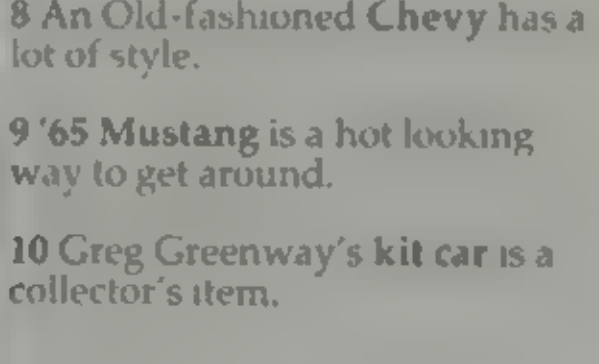 8 An Old-fashioned Chevy has a
lot of style.
9 '65 Mustang is a hot looking
way to get around.
10 Greg Greenway's kit car is a
collector's item.